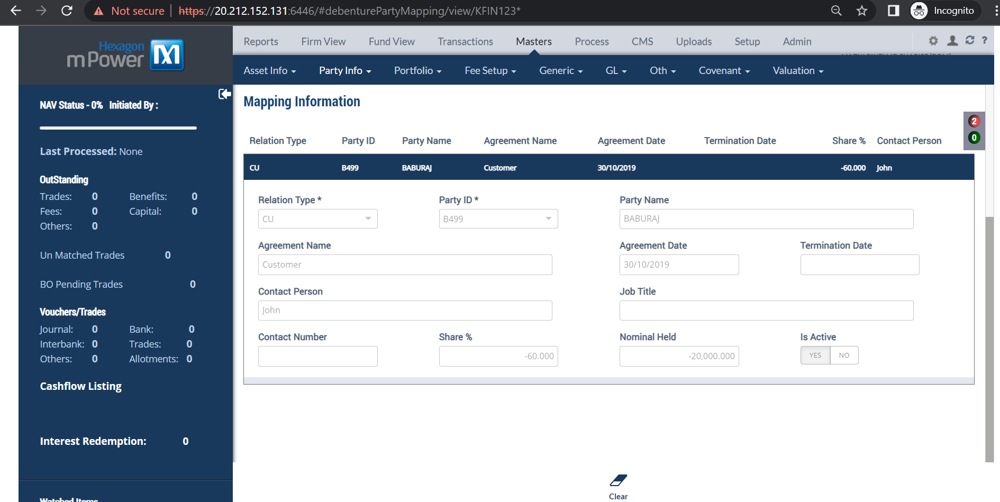 Not secure https://20.212.152.131:6446/#debenturePartyMapping/view/KFIN123* Incognito
Hexagon
mPower
Reports Firm View Fund View Transactions Masters Process CMS Uploads Setup Admin ?
Asset Info Party Info Portfolio Fee Setup Generic GL Oth Covenant Valuation
NAV Status - 0% Initiated By :
Last Processed: None
OutStanding
Trades: 0 Benefits: 0
Fees: 0 Capital: 0
Others: 0
Un Matched Trades 0
BO Pending Trades 0
Vouchers/Trades
Journal: 0 Bank: 0
Interbank: 0 Trades: 0
Others: 0 Allotments: 0
Cashflow Listing
Interest Redemption: 0
Watched Items
Mapping Information
2
0
Relation Type Party ID Party Name Agreement Name Agreement Date Termination Date Share % Contact Person
CU B499 BABURAJ Customer 30/10/2019 -60.000 John
Relation Type * Party ID * Party Name
CU B499 BABURAJ
Agreement Name Agreement Date Termination Date
Customer 30/10/2019
Contact Person Job Title
John
Contact Number Share % Nominal Held Is Active
-60.000 -20,000.000 YES NO
Clear